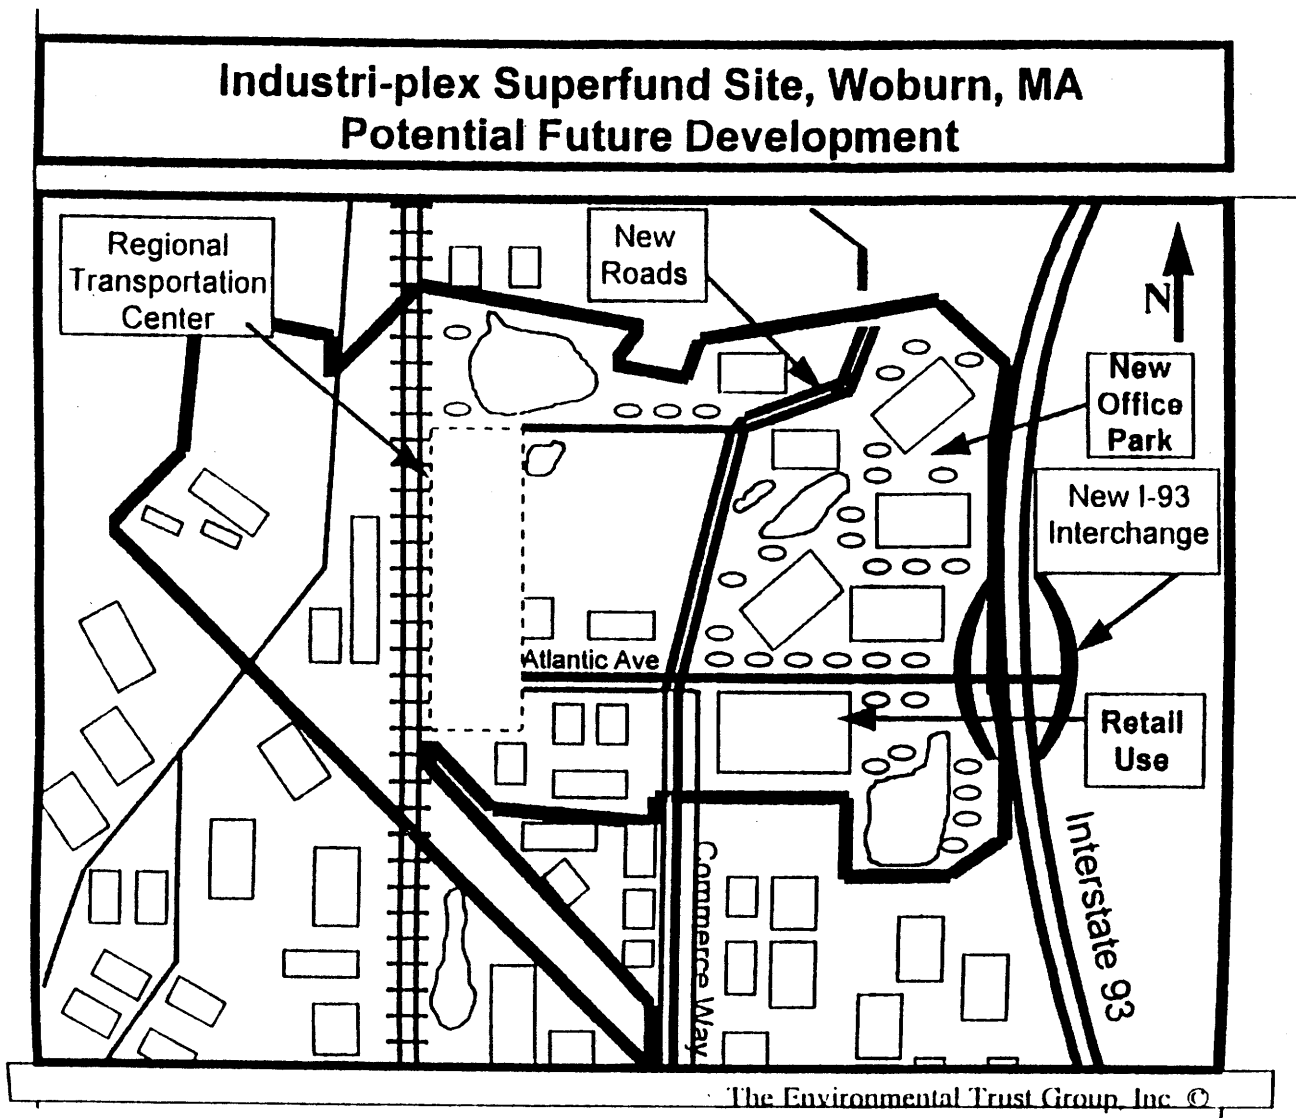 Industri-plex Superfund Site, Woburn, MA
Potential Future Development
Regional
Transportation
Center
New
Roads
N
New
Office
Park
New I-93
Interchange
Atlantic Ave
Retail
Use
Commerce Way
Interstate 93
The Environmental Trust Group, Inc. ©